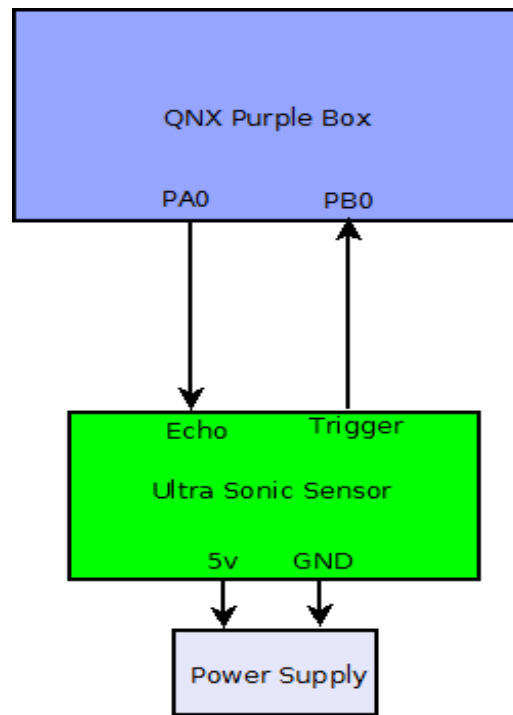 QNX Purple Box
PA0 PB0
Echo Trigger
Ultra Sonic Sensor
5v GND
Power Supply